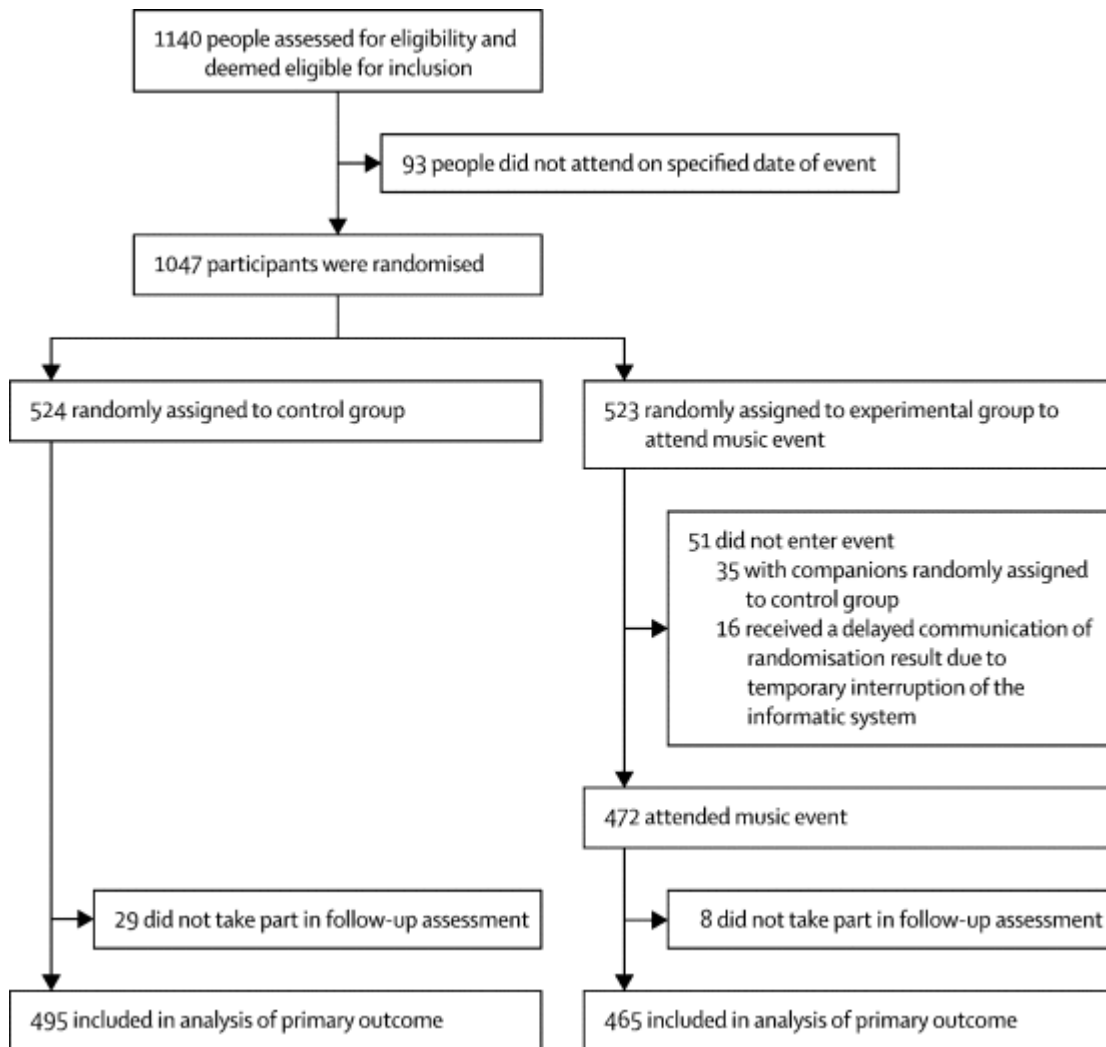 1140 people assessed for eligibility and
deemed eligible for inclusion
93 people did not attend on specified date of event
1047 participants were randomised
524 randomly assigned to control group
523 randomly assigned to experimental group to
attend music event
51 did not enter event
35 with companions randomly assigned
to control group
16 received a delayed communication of
randomisation result due to
temporary interruption of the
informatic system
472 attended music event
29 did not take part in follow-up assessment
8 did not take part in follow-up assessment
495 included in analysis of primary outcome
465 included in analysis of primary outcome